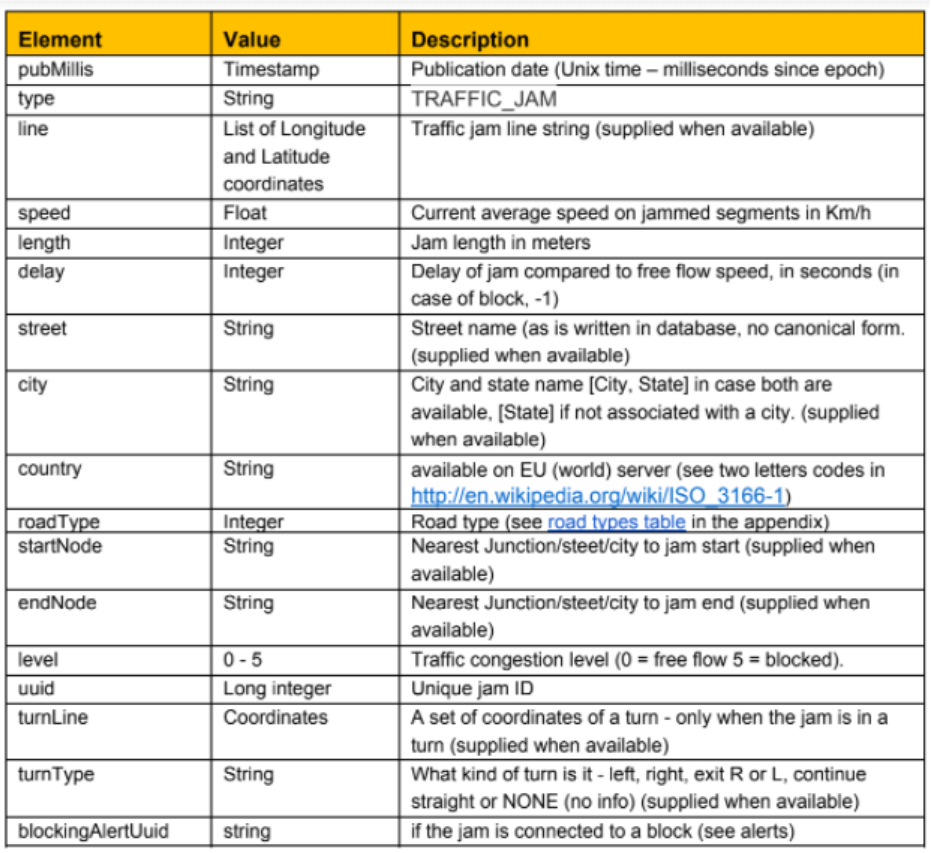 Element Value Description
pubMillis Timestamp Publication date (Unix time – milliseconds since epoch)
type String TRAFFIC_JAM
line List of Longitude Traffic jam line string (supplied when available)
and Latitude
coordinates
speed Float Current average speed on jammed segments in Km/h
length Integer Jam length in meters
delay Integer Delay of jam compared to free flow speed, in seconds (in
case of block, -1)
street String Street name (as is written in database, no canonical form.
(supplied when available)
city String City and state name [City, State] in case both are
available, [State] if not associated with a city. (supplied
when available)
country String available on EU (world) server (see two letters codes in
http://en.wikipedia.org/wiki/ISO_3166-1)
roadType Integer Road type (see road types table in the appendix)
startNode String Nearest Junction/steet/city to jam start (supplied when
available)
endNode String Nearest Junction/steet/city to jam end (supplied when
available)
level 0 - 5 Traffic congestion level (0 = free flow 5 = blocked).
uuid Long integer Unique jam ID
turnLine Coordinates A set of coordinates of a turn - only when the jam is in a
turn (supplied when available)
turnType String What kind of turn is it - left, right, exit R or L, continue
straight or NONE (no info) (supplied when available)
blockingAlertUuid string if the jam is connected to a block (see alerts)